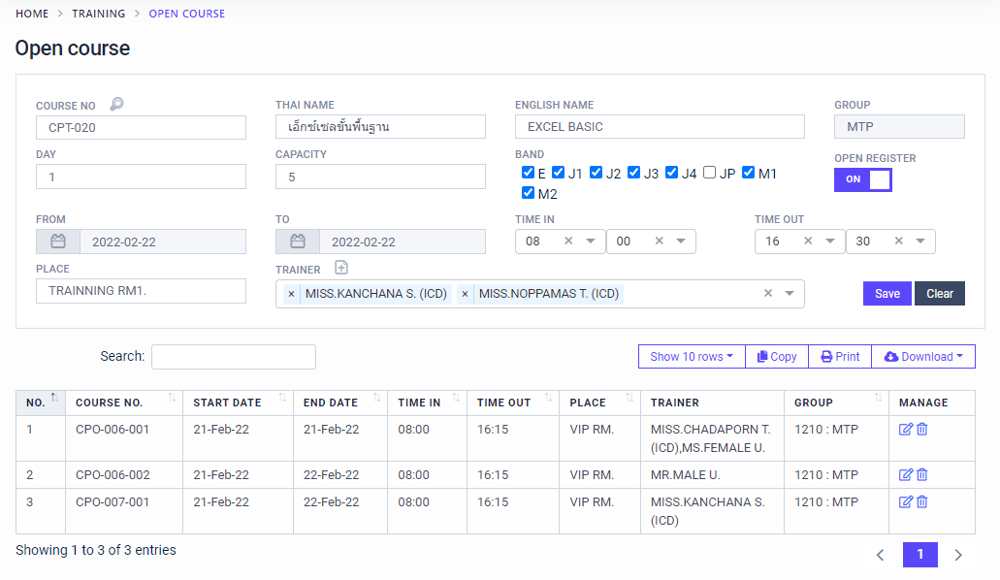 HOME > TRAINING > OPEN COURSE
Open course
COURSE NO THAI NAME ENGLISH NAME GROUP
CPT-020 เอ็กซ์เซลขั้นพื้นฐาน EXCEL BASIC MTP
DAY CAPACITY BAND OPEN REGISTER
1 5 E J1 J2 J3 J4 JP M1 ON
M2
FROM TO TIME IN TIME OUT
2022-02-22 2022-02-22 08 × 00 × 16 × 30 ×
PLACE TRAINER
TRAINNING RM1. × MISS.KANCHANA S. (ICD) × MISS.NOPPAMAS T. (ICD) × Save Clear
Search: Show 10 rows Copy Print Download
NO. COURSE NO. START DATE END DATE TIME IN TIME OUT PLACE TRAINER GROUP MANAGE
1 CPO-006-001 21-Feb-22 21-Feb-22 08:00 16:15 VIP RM. MISS.CHADAPORN T. 1210 : MTP
(ICD),MS.FEMALE U.
2 CPO-006-002 21-Feb-22 22-Feb-22 08:00 16:15 VIP RM. MR.MALE U. 1210 : MTP
3 CPO-007-001 21-Feb-22 22-Feb-22 08:00 16:15 VIP RM. MISS.KANCHANA S. 1210 : MTP
(ICD)
Showing 1 to 3 of 3 entries
1